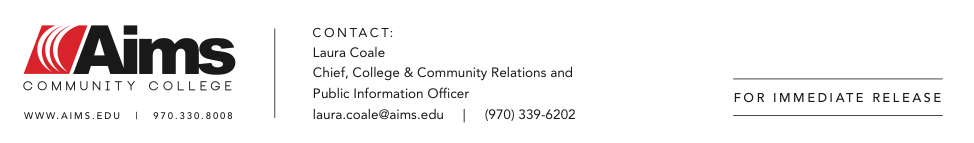 Aims
COMMUNITY COLLEGE
WWW.AIMS.EDU | 970.330.8008
CONTACT:
Laura Coale
Chief, College & Community Relations and
Public Information Officer
laura.coale@aims.edu | (970) 339-6202
FOR IMMEDIATE RELEASE